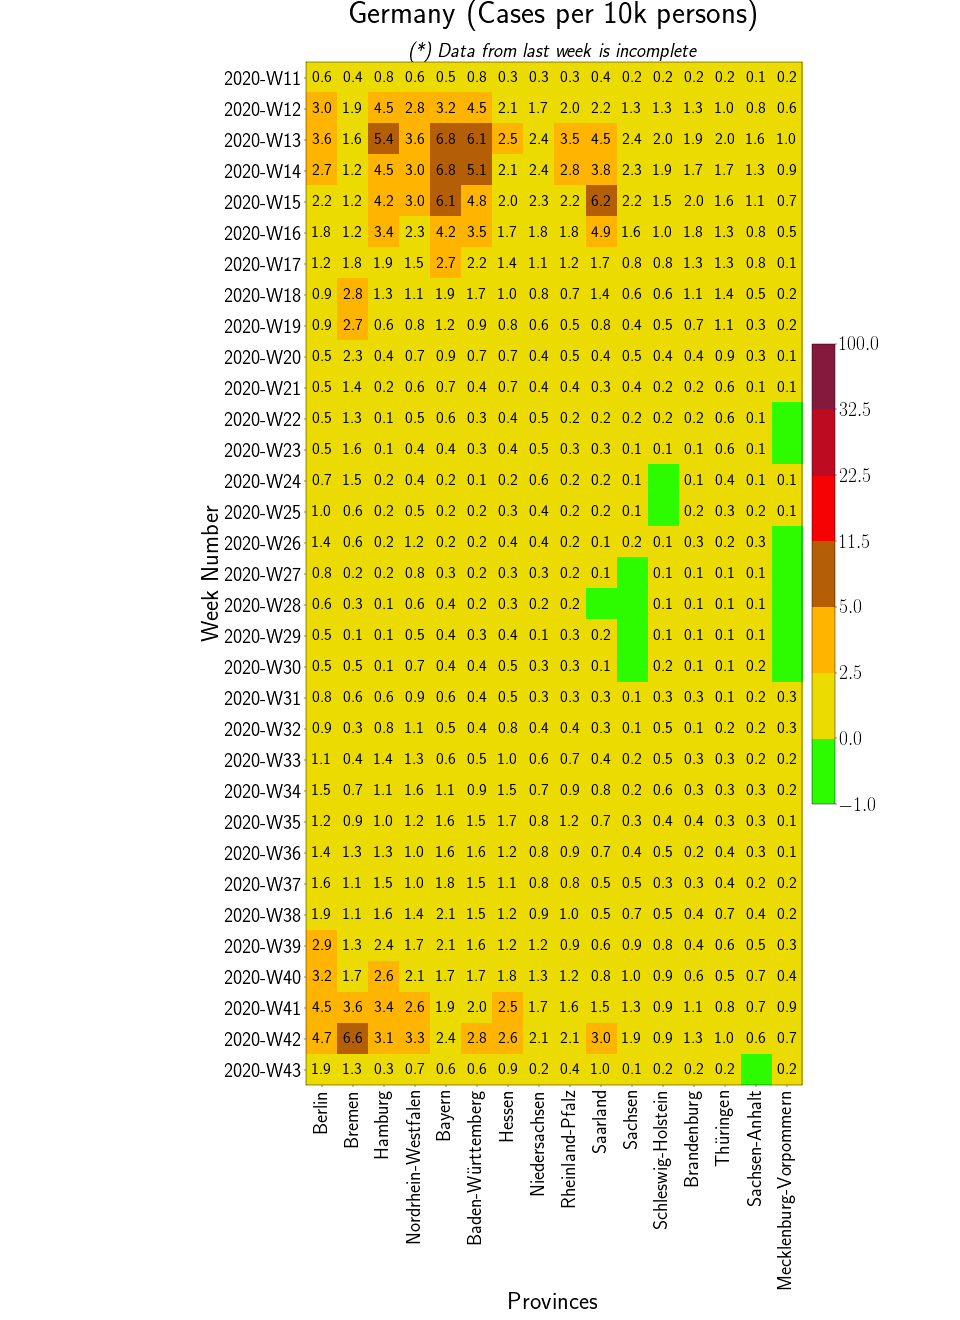 Germany (Cases per 10k persons)
(*) Data from last week is incomplete
2020-W11 0.6 0.4 0.8 0.6 0.5 0.8 0.3 0.3 0.3 0.4 0.2 0.2 0.2 0.2 0.1 0.2
2020-W12 3.0 1.9 4.5 2.8 3.2 4.5 2.1 1.7 2.0 2.2 1.3 1.3 1.3 1.0 0.8 0.6
2020-W13 3.6 1.6 5.4 3.6 6.8 6.1 2.5 2.4 3.5 4.5 2.4 2.0 1.9 2.0 1.6 1.0
2020-W14 2.7 1.2 4.5 3.0 6.8 5.1 2.1 2.4 2.8 3.8 2.3 1.9 1.7 1.7 1.3 0.9
2020-W15 2.2 1.2 4.2 3.0 6.1 4.8 2.0 2.3 2.2 6.2 2.2 1.5 2.0 1.6 1.1 0.7
2020-W16 1.8 1.2 3.4 2.3 4.2 3.5 1.7 1.8 1.8 4.9 1.6 1.0 1.8 1.3 0.8 0.5
2020-W17 1.2 1.8 1.9 1.5 2.7 2.2 1.4 1.1 1.2 1.7 0.8 0.8 1.3 1.3 0.8 0.1
2020-W18 0.9 2.8 1.3 1.1 1.9 1.7 1.0 0.8 0.7 1.4 0.6 0.6 1.1 1.4 0.5 0.2
2020-W19 0.9 2.7 0.6 0.8 1.2 0.9 0.8 0.6 0.5 0.8 0.4 0.5 0.7 1.1 0.3 0.2
2020-W20 0.5 2.3 0.4 0.7 0.9 0.7 0.7 0.4 0.5 0.4 0.5 0.4 0.4 0.9 0.3 0.1
2020-W21 0.5 1.4 0.2 0.6 0.7 0.4 0.7 0.4 0.4 0.3 0.4 0.2 0.2 0.6 0.1 0.1
2020-W22 0.5 1.3 0.1 0.5 0.6 0.3 0.4 0.5 0.2 0.2 0.2 0.2 0.2 0.6 0.1
2020-W23 0.5 1.6 0.1 0.4 0.4 0.3 0.4 0.5 0.3 0.3 0.1 0.1 0.1 0.6 0.1
2020-W24 0.7 1.5 0.2 0.4 0.2 0.1 0.2 0.6 0.2 0.2 0.1 0.1 0.4 0.1 0.1
2020-W25 1.0 0.6 0.2 0.5 0.2 0.2 0.3 0.4 0.2 0.2 0.1 0.2 0.3 0.2 0.1
2020-W26 1.4 0.6 0.2 1.2 0.2 0.2 0.4 0.4 0.2 0.1 0.2 0.1 0.3 0.2 0.3
2020-W27 0.8 0.2 0.2 0.8 0.3 0.2 0.3 0.3 0.2 0.1 0.1 0.1 0.1 0.1
2020-W28 0.6 0.3 0.1 0.6 0.4 0.2 0.3 0.2 0.2 0.1 0.1 0.1 0.1
2020-W29 0.5 0.1 0.1 0.5 0.4 0.3 0.4 0.1 0.3 0.2 0.1 0.1 0.1 0.1
2020-W30 0.5 0.5 0.1 0.7 0.4 0.4 0.5 0.3 0.3 0.1 0.2 0.1 0.1 0.2
2020-W31 0.8 0.6 0.6 0.9 0.6 0.4 0.5 0.3 0.3 0.3 0.1 0.3 0.3 0.1 0.2 0.3
2020-W32 0.9 0.3 0.8 1.1 0.5 0.4 0.8 0.4 0.4 0.3 0.1 0.5 0.1 0.2 0.2 0.3
2020-W33 1.1 0.4 1.4 1.3 0.6 0.5 1.0 0.6 0.7 0.4 0.2 0.5 0.3 0.3 0.2 0.2
2020-W34 1.5 0.7 1.1 1.6 1.1 0.9 1.5 0.7 0.9 0.8 0.2 0.6 0.3 0.3 0.3 0.2
2020-W35 1.2 0.9 1.0 1.2 1.6 1.5 1.7 0.8 1.2 0.7 0.3 0.4 0.4 0.3 0.3 0.1
2020-W36 1.4 1.3 1.3 1.0 1.6 1.6 1.2 0.8 0.9 0.7 0.4 0.5 0.2 0.4 0.3 0.1
2020-W37 1.6 1.1 1.5 1.0 1.8 1.5 1.1 0.8 0.8 0.5 0.5 0.3 0.3 0.4 0.2 0.2
2020-W38 1.9 1.1 1.6 1.4 2.1 1.5 1.2 0.9 1.0 0.5 0.7 0.5 0.4 0.7 0.4 0.2
2020-W39 2.9 1.3 2.4 1.7 2.1 1.6 1.2 1.2 0.9 0.6 0.9 0.8 0.4 0.6 0.5 0.3
2020-W40 3.2 1.7 2.6 2.1 1.7 1.7 1.8 1.3 1.2 0.8 1.0 0.9 0.6 0.5 0.7 0.4
2020-W41 4.5 3.6 3.4 2.6 1.9 2.0 2.5 1.7 1.6 1.5 1.3 0.9 1.1 0.8 0.7 0.9
2020-W42 4.7 6.6 3.1 3.3 2.4 2.8 2.6 2.1 2.1 3.0 1.9 0.9 1.3 1.0 0.6 0.7
2020-W43 1.9 1.3 0.3 0.7 0.6 0.6 0.9 0.2 0.4 1.0 0.1 0.2 0.2 0.2 0.2
Week Number
Berlin
Bremen
Hamburg
Nordrhein-Westfalen
Bayern
Baden-Württemberg
Hessen
Niedersachsen
Rheinland-Pfalz
Saarland
Sachsen
Schleswig-Holstein
Brandenburg
Thüringen
Sachsen-Anhalt
Mecklenburg-Vorpommern
Provinces
100.0
32.5
22.5
11.5
5.0
2.5
0.0
−1.0